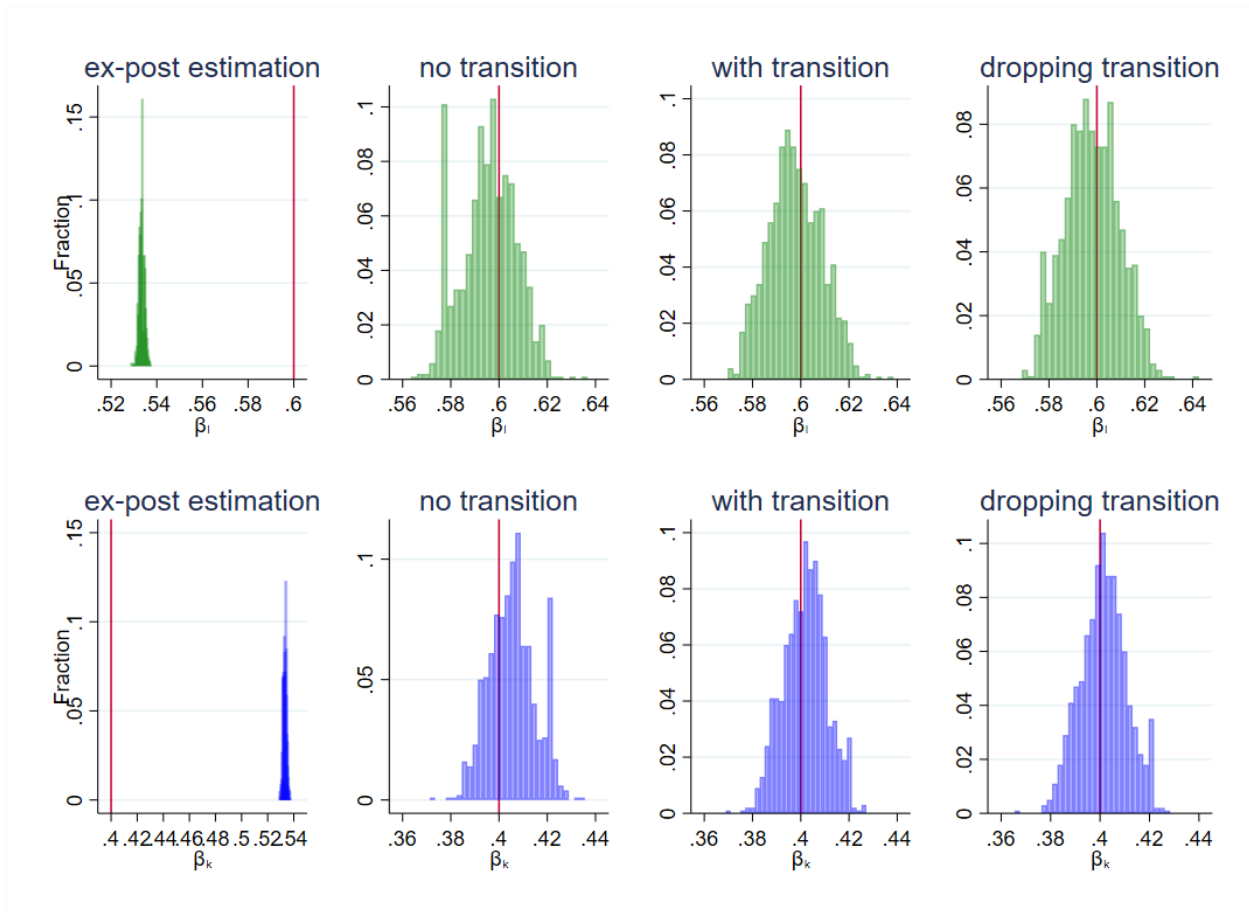 ex-post estimation
Fraction
0 .05 .1 .15
.52 .54 .56 .58 .6
βₗ
no transition
0 .02 .04 .06 .08 .1
.56 .58 .6 .62 .64
βₗ
with transition
0 .02 .04 .06 .08 .1
.56 .58 .6 .62 .64
βₗ
dropping transition
0 .02 .04 .06 .08
.56 .58 .6 .62 .64
βₗ
ex-post estimation
Fraction
0 .05 .1 .15
.4 .42 .44 .46 .48 .5 .52 .54
βₖ
no transition
0 .05 .1
.36 .38 .4 .42 .44
βₖ
with transition
0 .02 .04 .06 .08 .1
.36 .38 .4 .42 .44
βₖ
dropping transition
0 .02 .04 .06 .08 .1
.36 .38 .4 .42 .44
βₖ